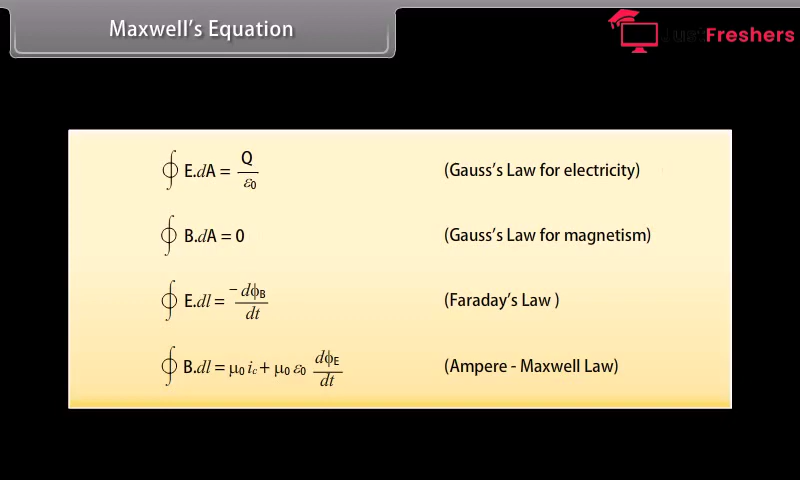 Maxwell's Equation
JustFreshers
∮ E.dA = Q/ε₀ (Gauss's Law for electricity)
∮ B.dA = 0 (Gauss's Law for magnetism)
∮ E.dl = −dϕ_B/dt (Faraday's Law )
∮ B.dl = μ₀ i_c + μ₀ ε₀ dϕ_E/dt (Ampere - Maxwell Law)